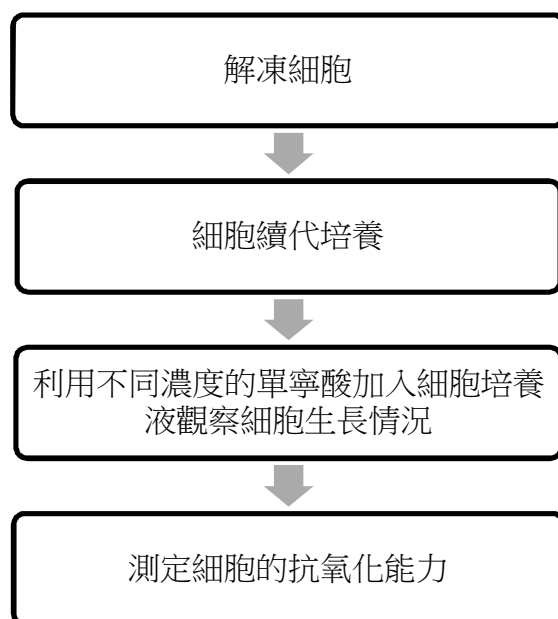 解凍細胞
細胞續代培養
利用不同濃度的單寧酸加入細胞培養
液觀察細胞生長情況
測定細胞的抗氧化能力